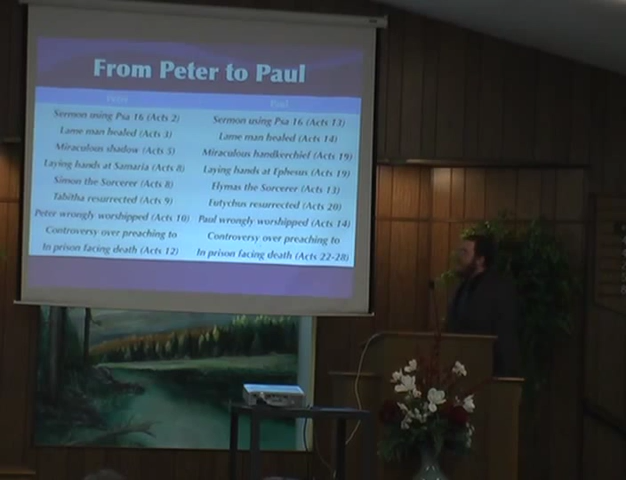 From Peter to Paul
Peter Paul
Sermon using Psa 16 (Acts 2) Sermon using Psa 16 (Acts 13)
Lame man healed (Acts 3) Lame man healed (Acts 14)
Miraculous shadow (Acts 5) Miraculous handkerchief (Acts 19)
Laying hands at Samaria (Acts 8) Laying hands at Ephesus (Acts 19)
Simon the Sorcerer (Acts 8) Elymas the Sorcerer (Acts 13)
Tabitha resurrected (Acts 9) Eutychus resurrected (Acts 20)
Peter wrongly worshipped (Acts 10) Paul wrongly worshipped (Acts 14)
Controversy over preaching to Controversy over preaching to
In prison facing death (Acts 12) In prison facing death (Acts 22-28)